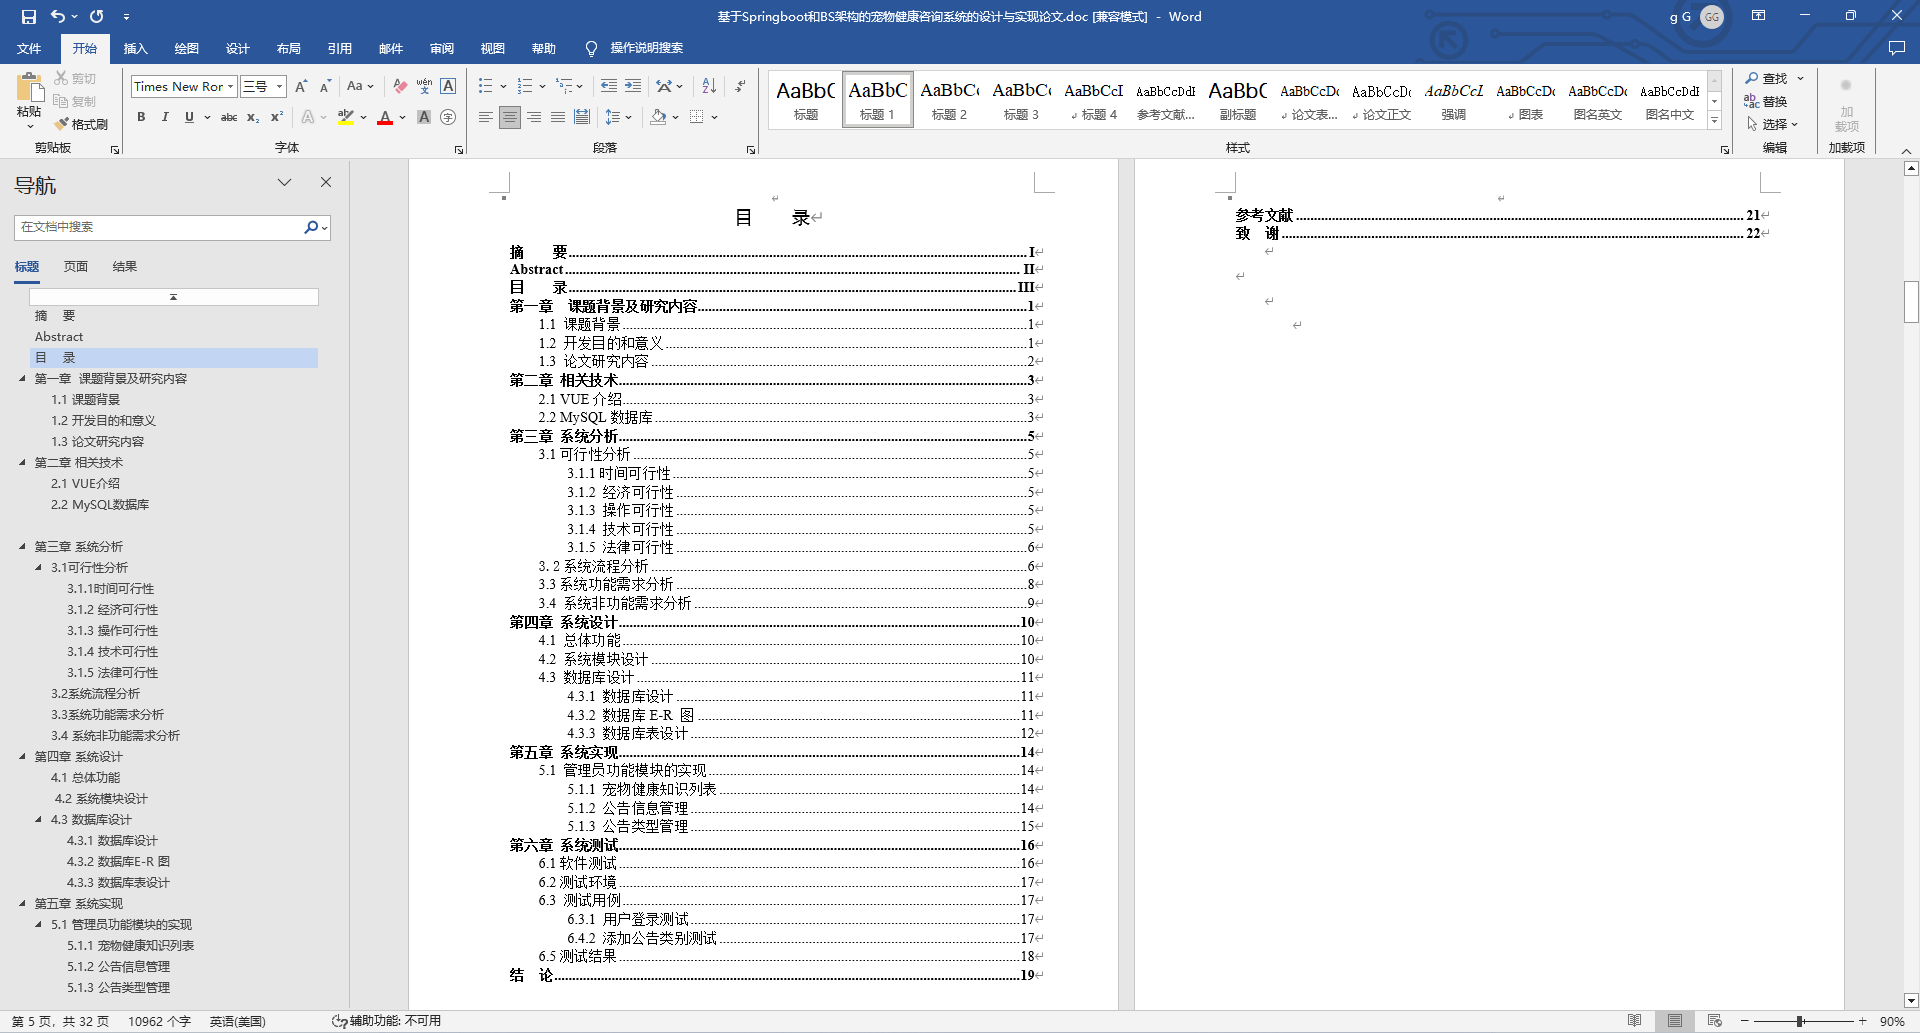 基于Springboot和BS架构的宠物健康咨询系统的设计与实现论文.doc [兼容模式] - Word
g G
GG
文件 开始 插入 绘图 设计 布局 引用 邮件 审阅 视图 帮助 操作说明搜索
粘贴
剪切
复制
格式刷
剪贴板
Times New Ror 三号
字体
段落
AaBbC 标题
AaBbC 标题 1
AaBbCc 标题 2
AaBbCc 标题 3
AaBbCcI 标题 4
AaBbCcDdE 参考文献...
AaBbC 副标题
AaBbCcDc 论文表...
AaBbCcDc 论文正文
AaBbCcL 强调
AaBbCcDc 图表
AaBbCcDc 图名英文
AaBbCcDdE 图名中文
样式
查找
替换
选择
编辑
加载项
加载项
导航
在文档中搜索
标题 页面 结果
摘 要
Abstract
目 录
第一章 课题背景及研究内容
1.1 课题背景
1.2 开发目的和意义
1.3 论文研究内容
第二章 相关技术
2.1 VUE介绍
2.2 MySQL数据库
第三章 系统分析
3.1可行性分析
3.1.1时间可行性
3.1.2 经济可行性
3.1.3 操作可行性
3.1.4 技术可行性
3.1.5 法律可行性
3.2系统流程分析
3.3系统功能需求分析
3.4 系统非功能需求分析
第四章 系统设计
4.1 总体功能
4.2 系统模块设计
4.3 数据库设计
4.3.1 数据库设计
4.3.2 数据库E-R 图
4.3.3 数据库表设计
第五章 系统实现
5.1 管理员功能模块的实现
5.1.1 宠物健康知识列表
5.1.2 公告信息管理
5.1.3 公告类型管理
目 录
摘 要 I
Abstract II
目 录 III
第一章 课题背景及研究内容 1
1.1 课题背景 1
1.2 开发目的和意义 1
1.3 论文研究内容 2
第二章 相关技术 3
2.1 VUE 介绍 3
2.2 MySQL 数据库 3
第三章 系统分析 5
3.1 可行性分析 5
3.1.1 时间可行性 5
3.1.2 经济可行性 5
3.1.3 操作可行性 5
3.1.4 技术可行性 5
3.1.5 法律可行性 6
3. 2 系统流程分析 6
3.3 系统功能需求分析 8
3.4 系统非功能需求分析 9
第四章 系统设计 10
4.1 总体功能 10
4.2 系统模块设计 10
4.3 数据库设计 11
4.3.1 数据库设计 11
4.3.2 数据库 E-R 图 11
4.3.3 数据库表设计 12
第五章 系统实现 14
5.1 管理员功能模块的实现 14
5.1.1 宠物健康知识列表 14
5.1.2 公告信息管理 14
5.1.3 公告类型管理 15
第六章 系统测试 16
6.1 软件测试 16
6.2 测试环境 17
6.3 测试用例 17
6.3.1 用户登录测试 17
6.4.2 添加公告类别测试 17
6.5 测试结果 18
结 论 19
参考文献 21
致 谢 22
第 5 页，共 32 页 10962 个字 英语(美国) 辅助功能: 不可用
90%